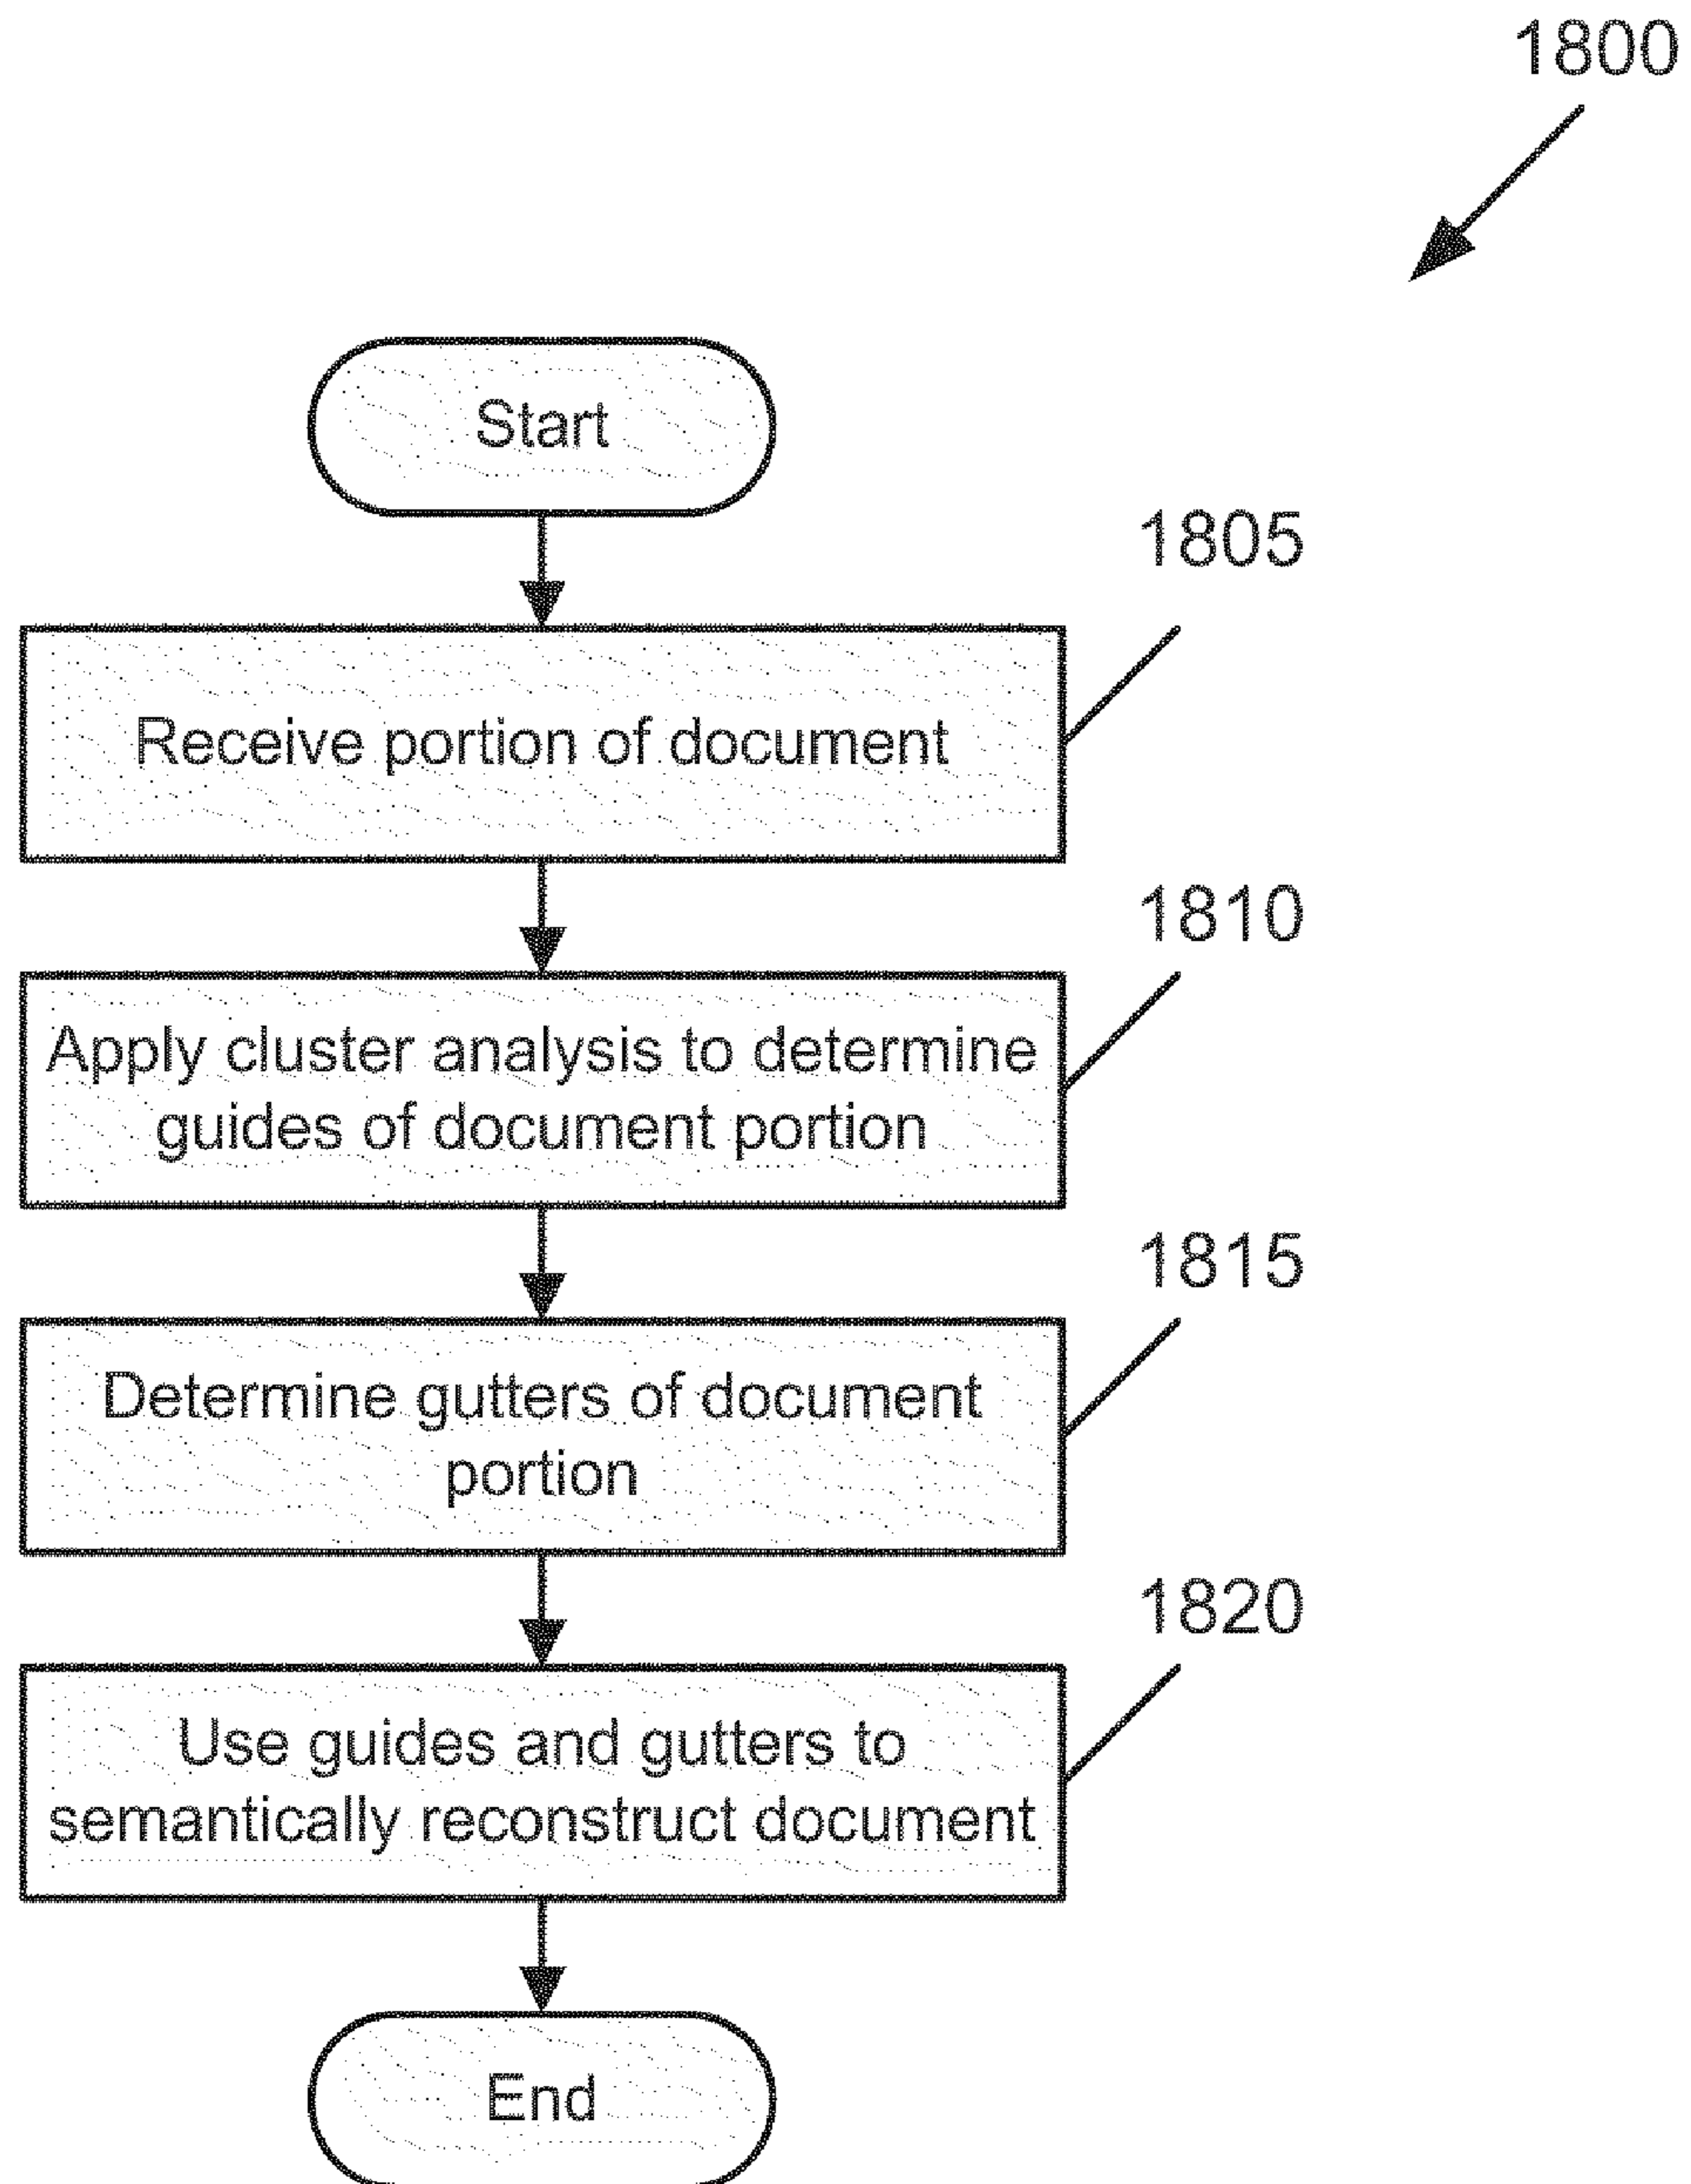 1800
Start
1805
Receive portion of document
1810
Apply cluster analysis to determine
guides of document portion
1815
Determine gutters of document
portion
1820
Use guides and gutters to
semantically reconstruct document
End